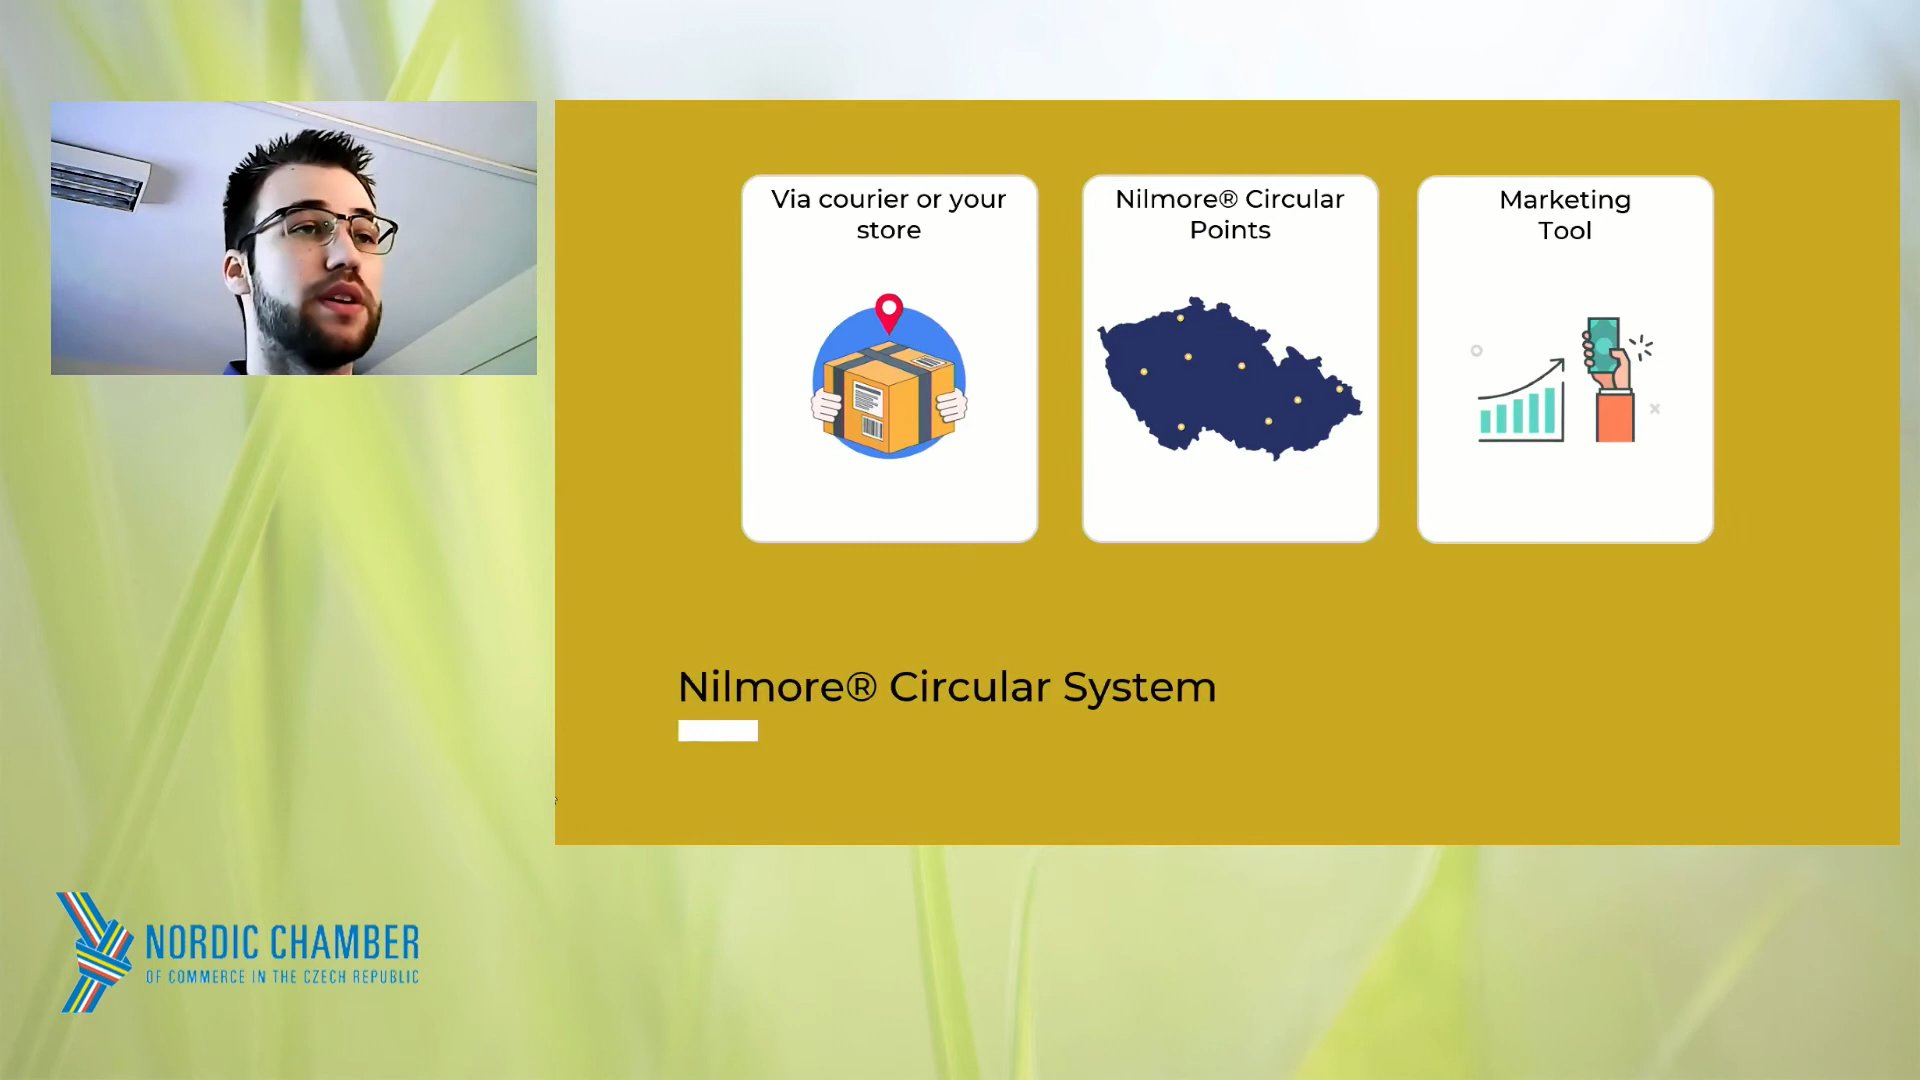 Via courier or your
store
Nilmore® Circular
Points
Marketing
Tool
Nilmore® Circular System
NORDIC CHAMBER
OF COMMERCE IN THE CZECH REPUBLIC